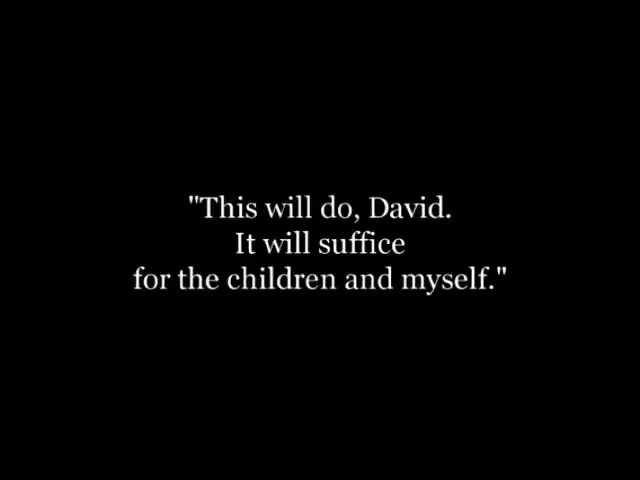 "This will do, David.
It will suffice
for the children and myself."